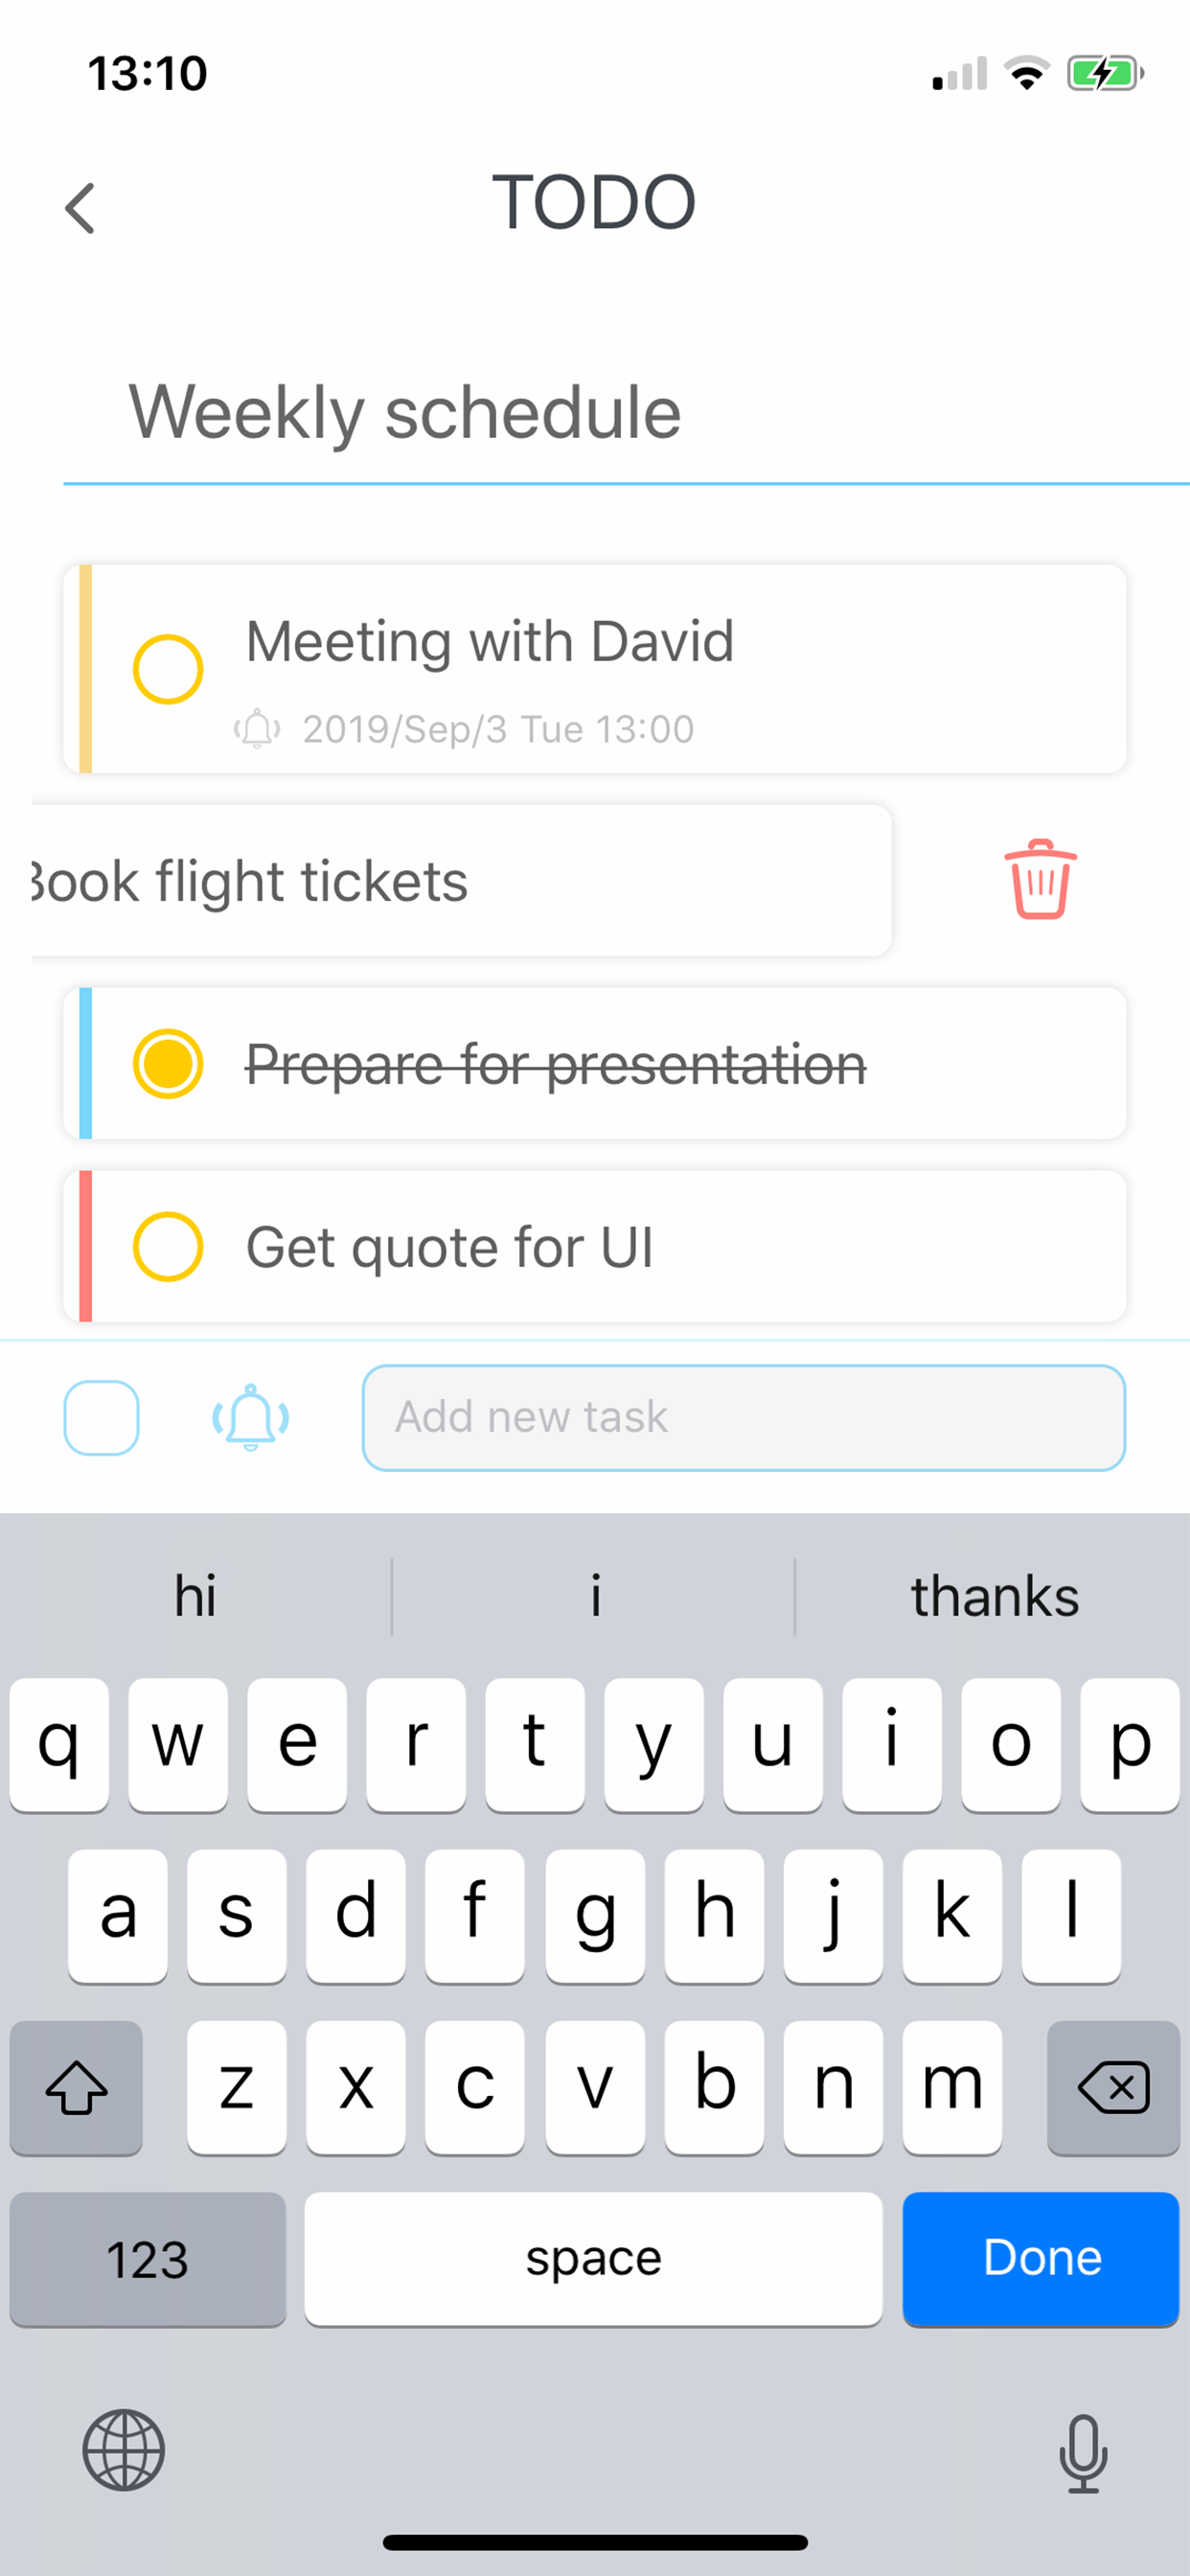 13:10
TODO
Weekly schedule
Meeting with David
2019/Sep/3 Tue 13:00
Book flight tickets
Prepare for presentation
Get quote for UI
Add new task
hi i thanks
q w e r t y u i o p
a s d f g h j k l
z x c v b n m
123 space Done